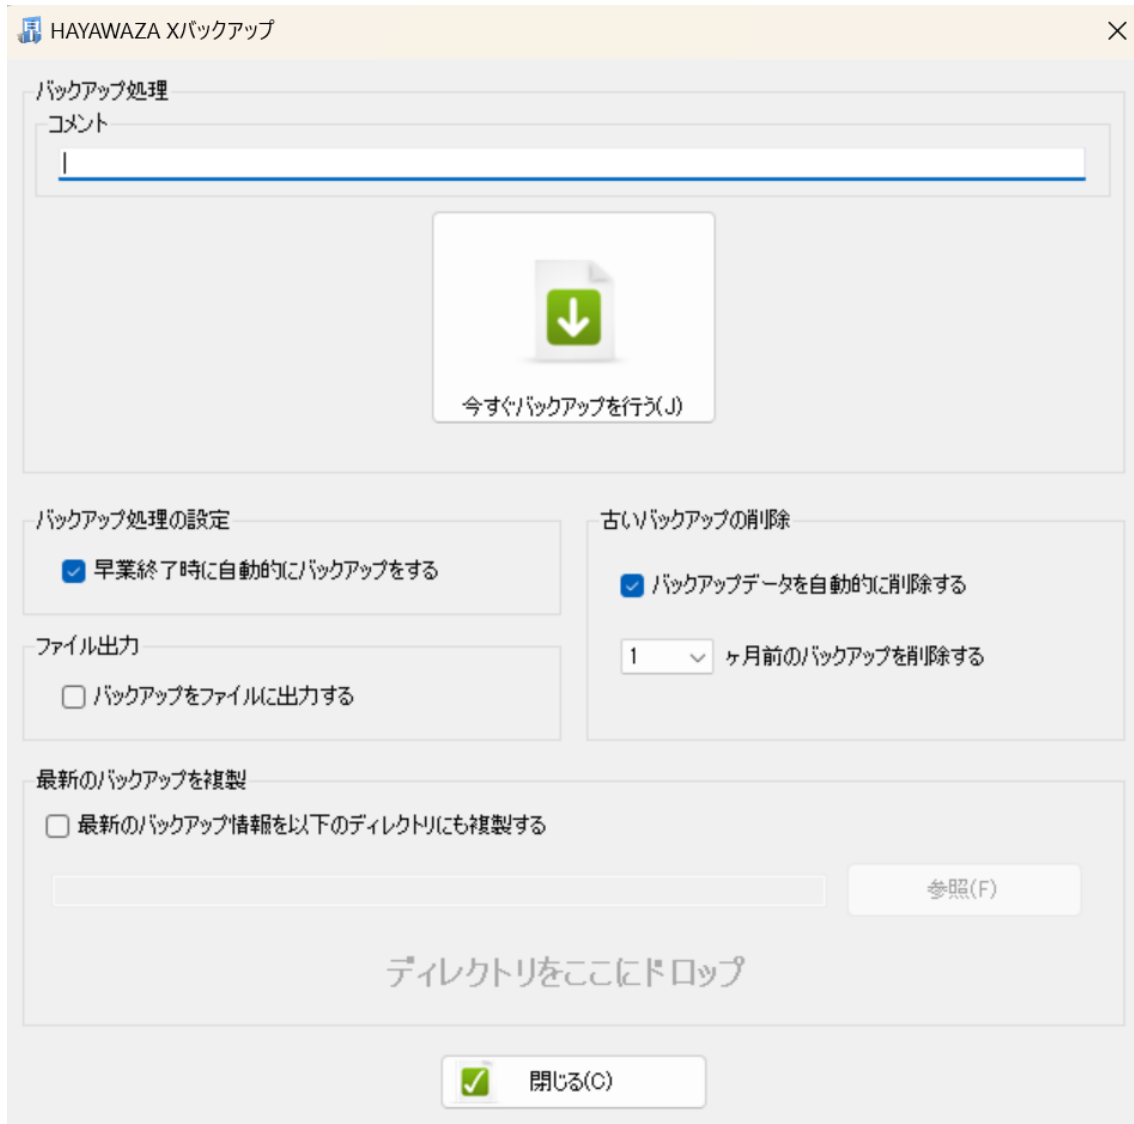 HAYAWAZA Xバックアップ
バックアップ処理
コメント
今すぐバックアップを行う(J)
バックアップ処理の設定
早業終了時に自動的にバックアップをする
古いバックアップの削除
バックアップデータを自動的に削除する
1 ヶ月前のバックアップを削除する
ファイル出力
バックアップをファイルに出力する
最新のバックアップを複製
最新のバックアップ情報を以下のディレクトリにも複製する
参照(F)
ディレクトリをここにドロップ
閉じる(C)